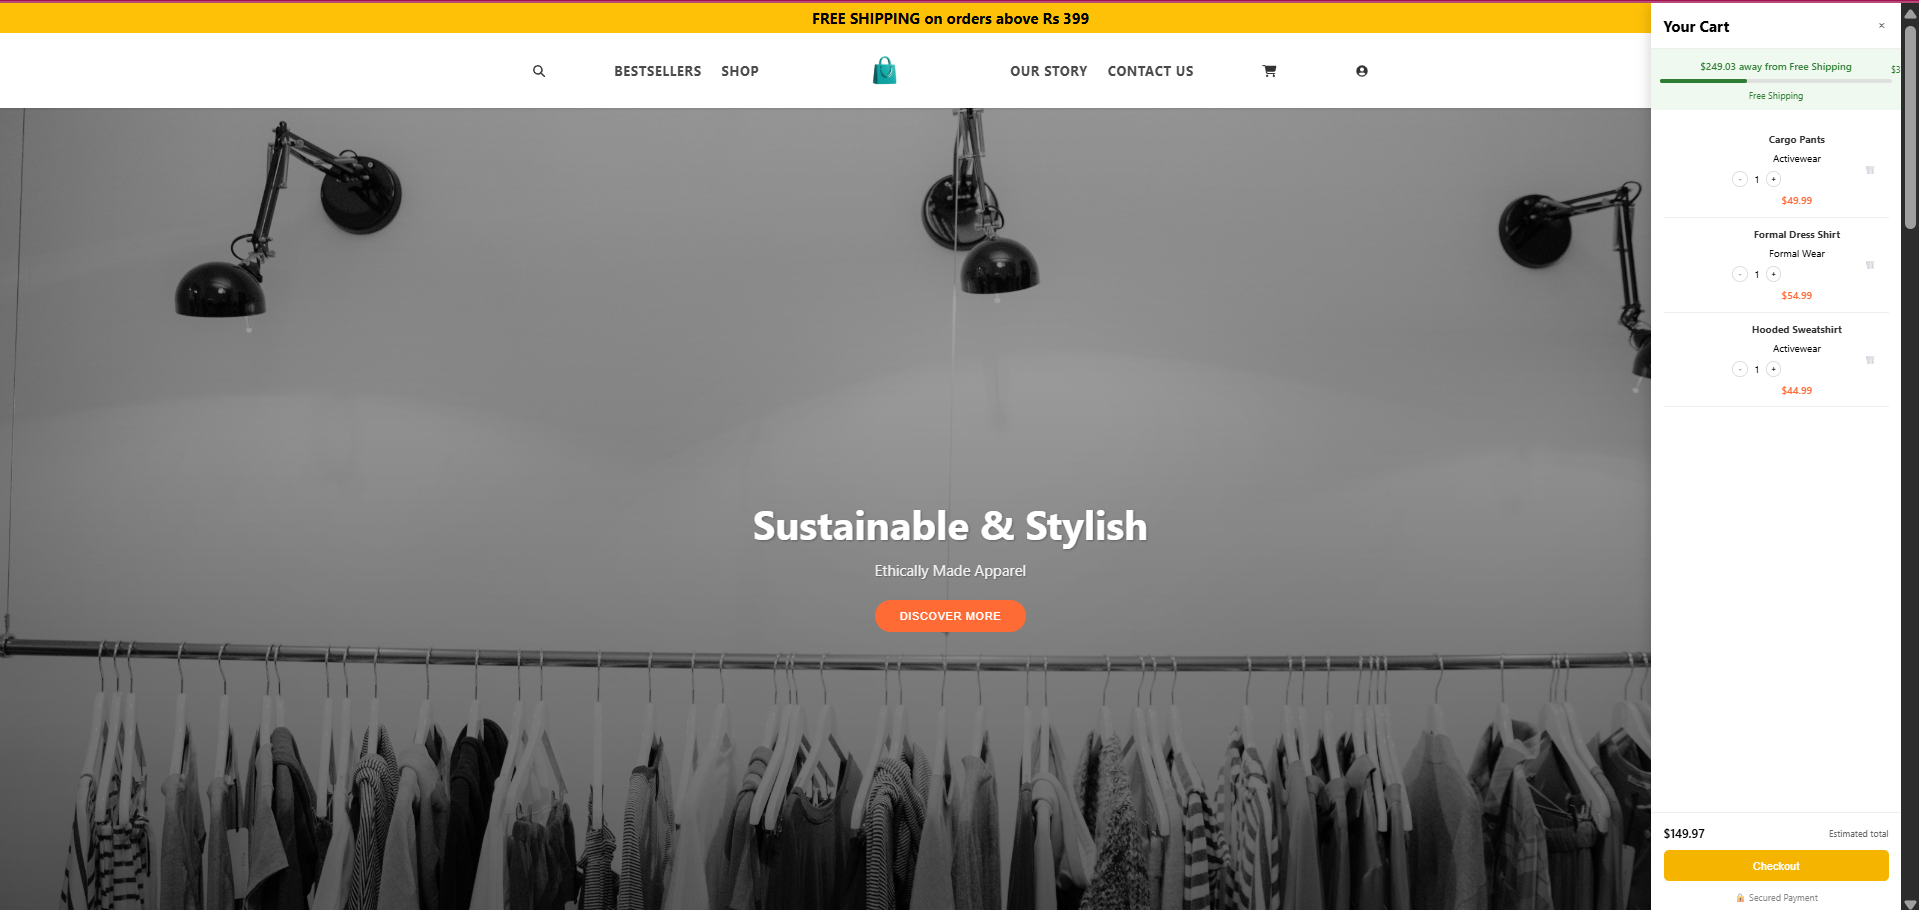 FREE SHIPPING on orders above Rs 399
BESTSELLERS SHOP OUR STORY CONTACT US
Sustainable & Stylish
Ethically Made Apparel
DISCOVER MORE
Your Cart
×
$249.03 away from Free Shipping
$3
Free Shipping
Cargo Pants
Activewear
- 1 +
$49.99
Formal Dress Shirt
Formal Wear
- 1 +
$54.99
Hooded Sweatshirt
Activewear
- 1 +
$44.99
$149.97 Estimated total
Checkout
Secured Payment